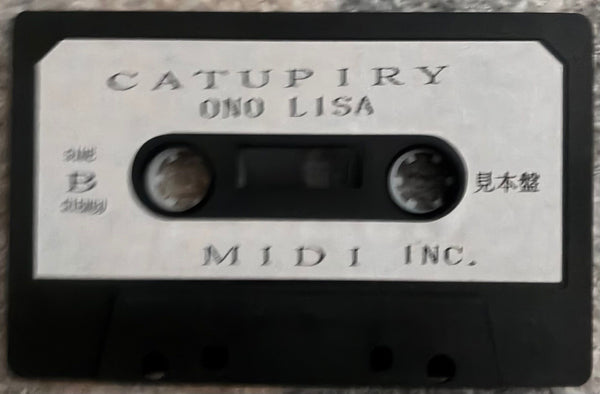 CATUPIRY
ONO LISA
B
見本盤
MIDI INC.